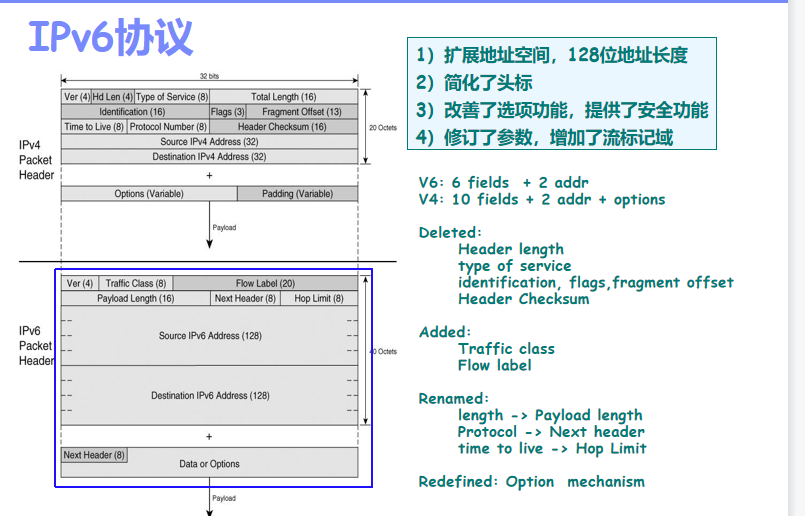 IPv6协议
1）扩展地址空间，128位地址长度
2）简化了头标
3）改善了选项功能，提供了安全功能
4）修订了参数，增加了流标记域
32 bits
Ver (4) Hd Len (4) Type of Service (8) Total Length (16)
Identification (16) Flags (3) Fragment Offset (13)
Time to Live (8) Protocol Number (8) Header Checksum (16)
Source IPv4 Address (32)
Destination IPv4 Address (32)
20 Octets
IPv4
Packet
Header
+
Options (Variable) Padding (Variable)
Payload
Ver (4) Traffic Class (8) Flow Label (20)
Payload Length (16) Next Header (8) Hop Limit (8)
Source IPv6 Address (128)
Destination IPv6 Address (128)
0 Octets
IPv6
Packet
Header
+
Next Header (8)
Data or Options
Payload
V6: 6 fields + 2 addr
V4: 10 fields + 2 addr + options
Deleted:
Header length
type of service
identification, flags,fragment offset
Header Checksum
Added:
Traffic class
Flow label
Renamed:
length -> Payload length
Protocol -> Next header
time to live -> Hop Limit
Redefined: Option mechanism